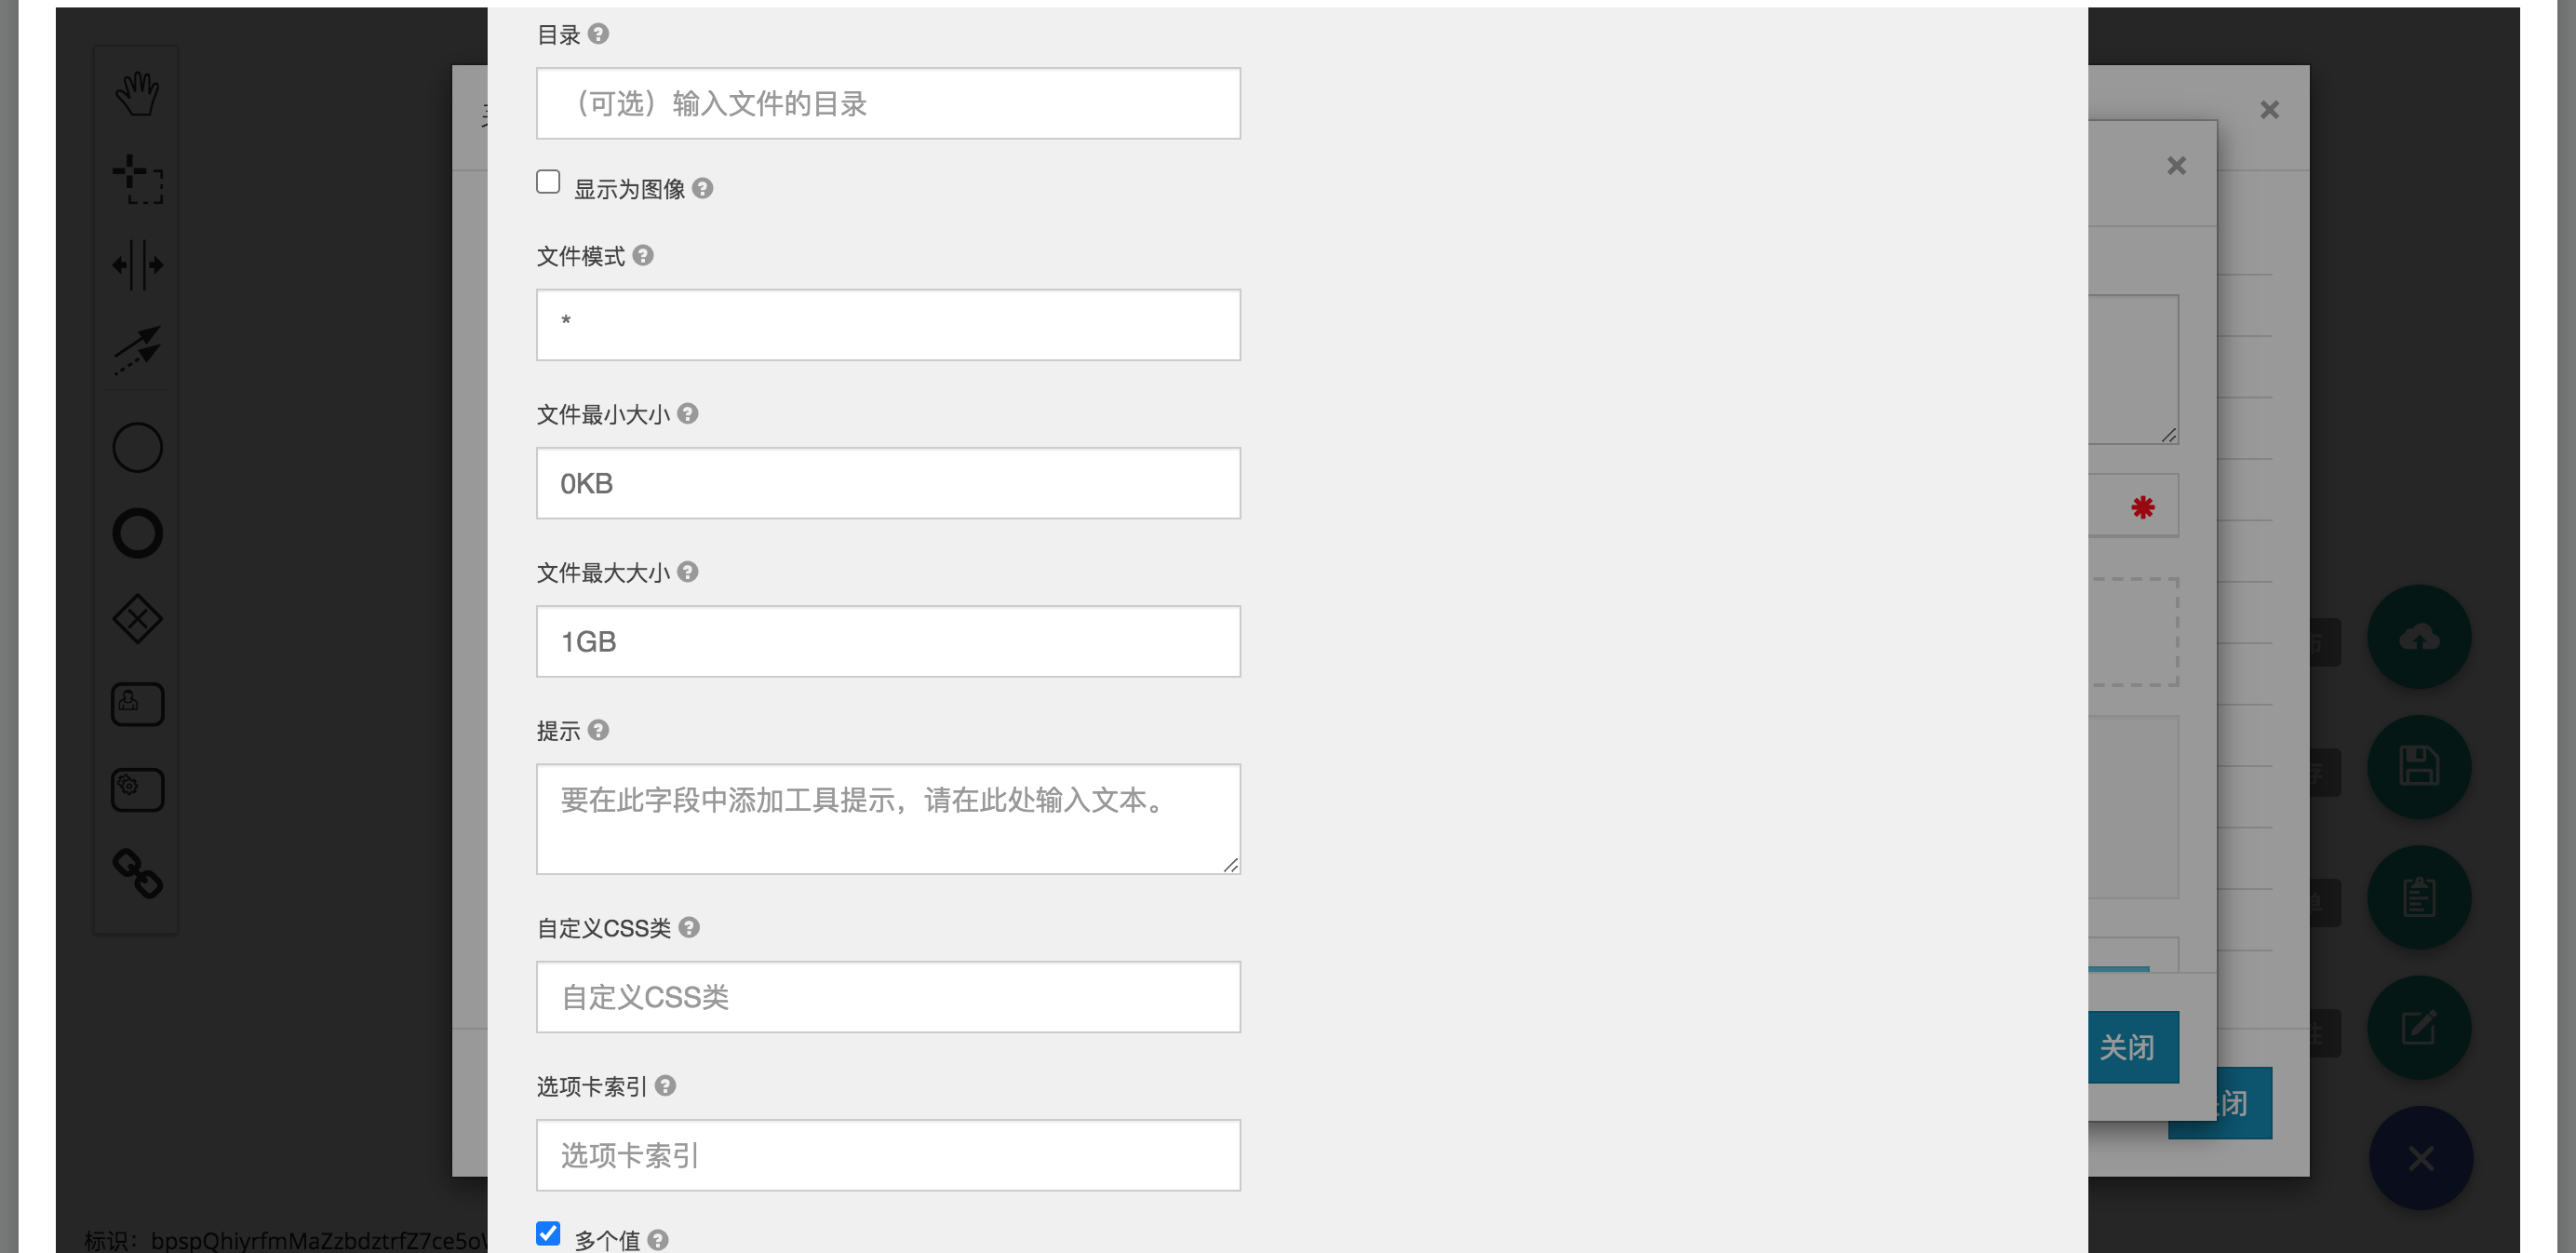 目录
（可选）输入文件的目录
显示为图像
文件模式
*
文件最小大小
0KB
文件最大大小
1GB
提示
要在此字段中添加工具提示，请在此处输入文本。
自定义CSS类
自定义CSS类
选项卡索引
选项卡索引
多个值
关闭
闭
标识：bpspQhiyrfmMaZzbdztrfZ7ce5o